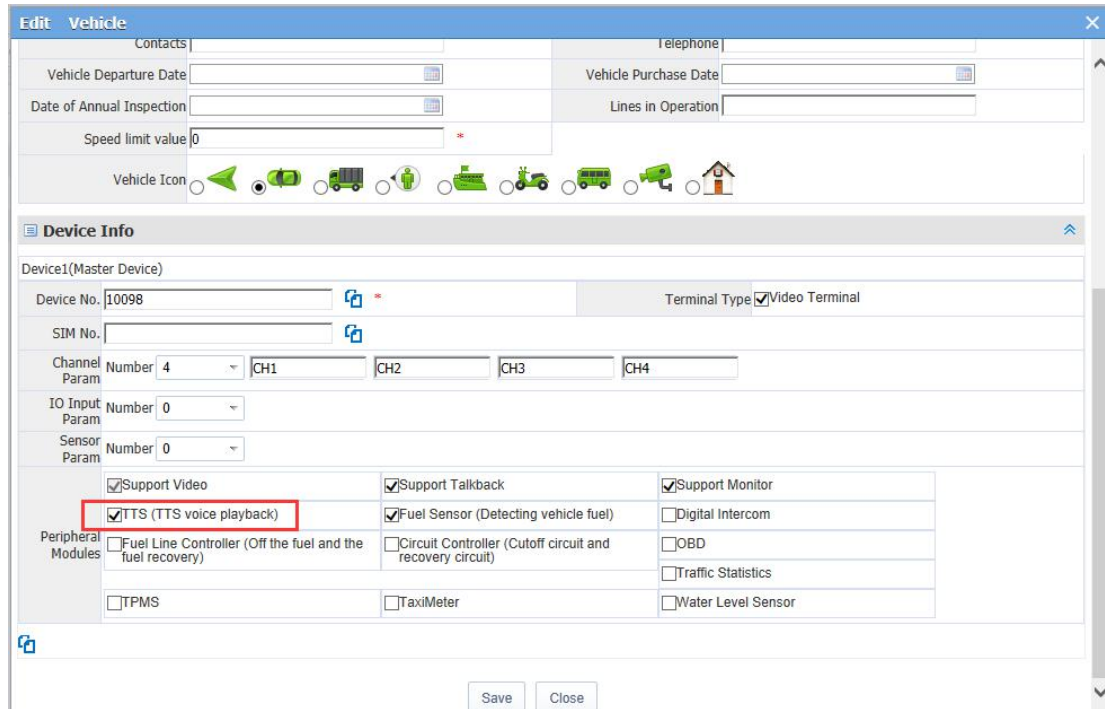 Edit Vehicle
Contacts Telephone
Vehicle Departure Date Vehicle Purchase Date
Date of Annual Inspection Lines in Operation
Speed limit value 0 *
Vehicle Icon
Device Info
Device1(Master Device)
Device No. 10098 * Terminal Type Video Terminal
SIM No.
Channel Param Number 4 CH1 CH2 CH3 CH4
IO Input Param Number 0
Sensor Param Number 0
Peripheral Modules
Support Video Support Talkback Support Monitor
TTS (TTS voice playback) Fuel Sensor (Detecting vehicle fuel) Digital Intercom
Fuel Line Controller (Off the fuel and the fuel recovery) Circuit Controller (Cutoff circuit and recovery circuit) OBD
Traffic Statistics
TPMS TaxiMeter Water Level Sensor
Save Close